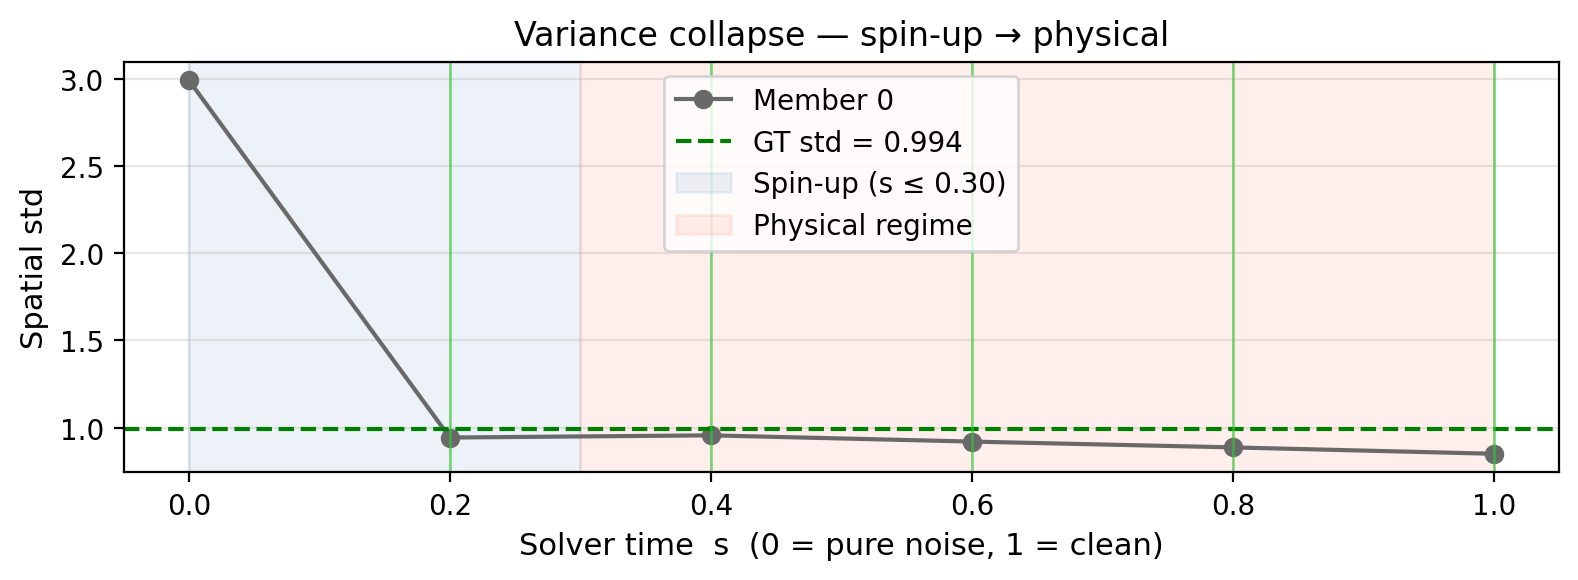 Variance collapse — spin-up → physical
Spatial std
3.0
2.5
2.0
1.5
1.0
Member 0
GT std = 0.994
Spin-up (s ≤ 0.30)
Physical regime
0.0 0.2 0.4 0.6 0.8 1.0
Solver time s (0 = pure noise, 1 = clean)